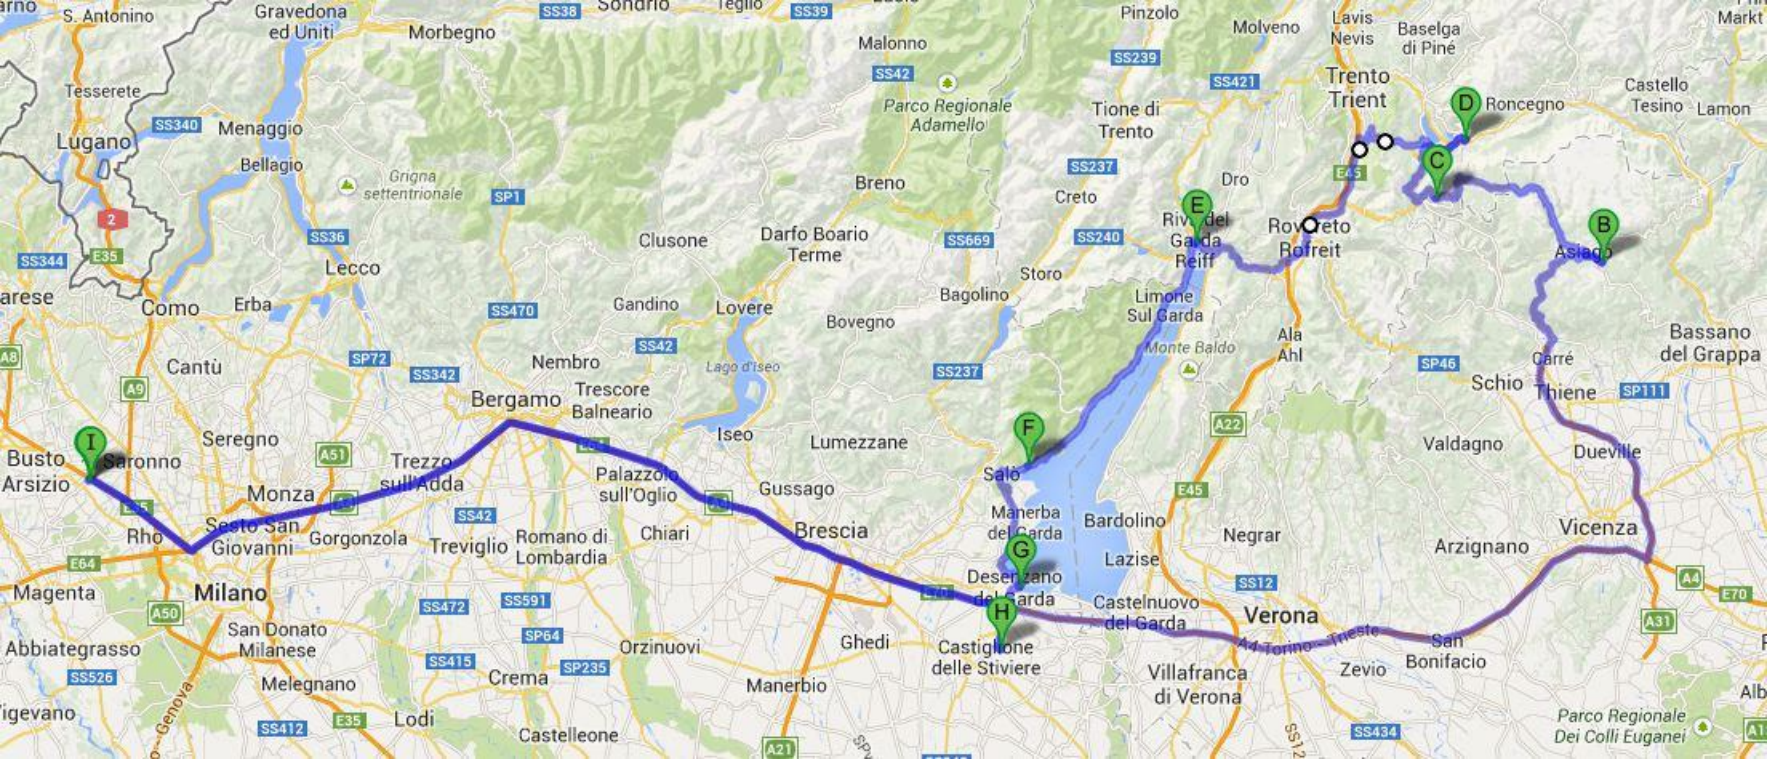 arno
S. Antonino
Gravedona
ed Uniti
SS38
Sondrio
Teglio
SS39
Morbegno
Malonno
SS42
Parco Regionale
Adamello
Pinzolo
SS239
Molveno
SS421
Lavis
Nevis
Baselga
di Piné
Markt
Trento
Trient
Castello
Tesino
Lamon
D
Roncegno
Tesserete
Lugano
SS340
Menaggio
Bellagio
Grigna
settentrionale
SP1
Breno
Tione di
Trento
SS237
Creto
Dro
E45
C
2
E35
SS344
SS36
Lecco
Clusone
Darfo Boario
Terme
SS669
SS240
Storo
E
Riva del
Garda
Reiff
Rovereto
Rofreit
B
Asiago
arese
Como
Erba
SS470
Gandino
Lovere
Bagolino
Bovegno
Limone
Sul Garda
Monte Baldo
Ala
Ahl
Bassano
del Grappa
A8
Cantù
SP72
SS342
Nembro
SS42
Lago d'iseo
SS237
SP46
Carré
Schio
Thiene
SP111
A9
Bergamo
Trescore
Balneario
Iseo
Lumezzane
F
Salò
A22
Valdagno
Dueville
I
Busto
Arsizio
Saronno
Seregno
A51
Trezzo
sull'Adda
Palazzolo
sull'Oglio
Gussago
E45
Monza
Rho
Sesto San
Giovanni
Gorgonzola
SS42
Treviglio
Romano di
Lombardia
Chiari
Brescia
Manerba
del Garda
Bardolino
Lazise
Negrar
Arzignano
Vicenza
E64
Magenta
Milano
A50
SS472
SS591
G
Desenzano
del Garda
H
Castelnuovo
del Garda
SS12
Verona
A4
E70
A31
Abbiategrasso
San Donato
Milanese
SP64
SS415
SP235
Orzinuovi
Ghedi
Castiglione
delle Stiviere
A4 Torino - Trieste
San
Bonifacio
Zevio
SS526
Melegnano
Crema
Manerbio
Villafranca
di Verona
igevano
o - Genova
SS412
E35
Lodi
Castelleone
A21
SS12
SS434
Parco Regionale
Dei Colli Euganei